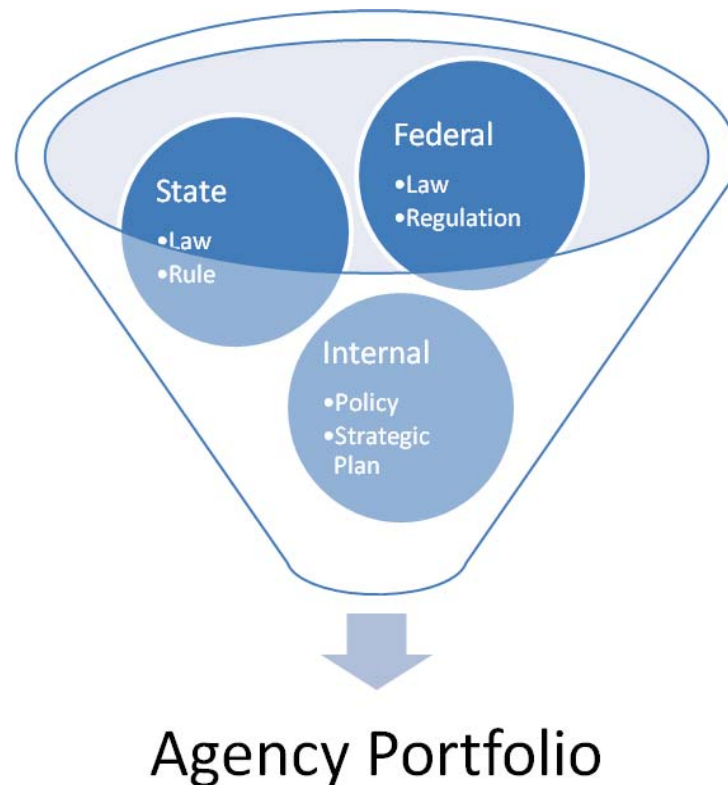 Federal
•Law
•Regulation
State
•Law
•Rule
Internal
•Policy
•Strategic
Plan
Agency Portfolio